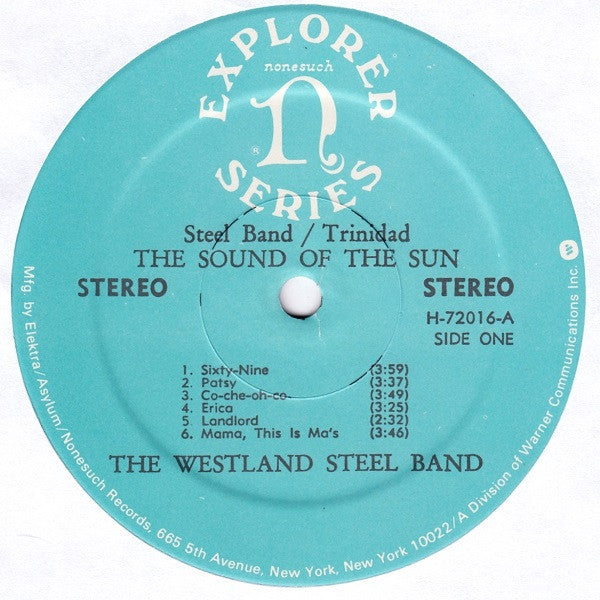 EXPLORER
nonesuch
n
®
SERIES
Steel Band / Trinidad
THE SOUND OF THE SUN
STEREO
STEREO
H-72016-A
SIDE ONE
1. Sixty-Nine (3:59)
2. Patsy (3:37)
3. Co-che-oh-co (3:49)
4. Erica (3:25)
5. Landlord (2:32)
6. Mama, This Is Ma's (3:46)
THE WESTLAND STEEL BAND
Mfg. by Elektra/Asylum/Nonesuch Records, 665 5th Avenue, New York, New York 10022/A Division of Warner Communications Inc.